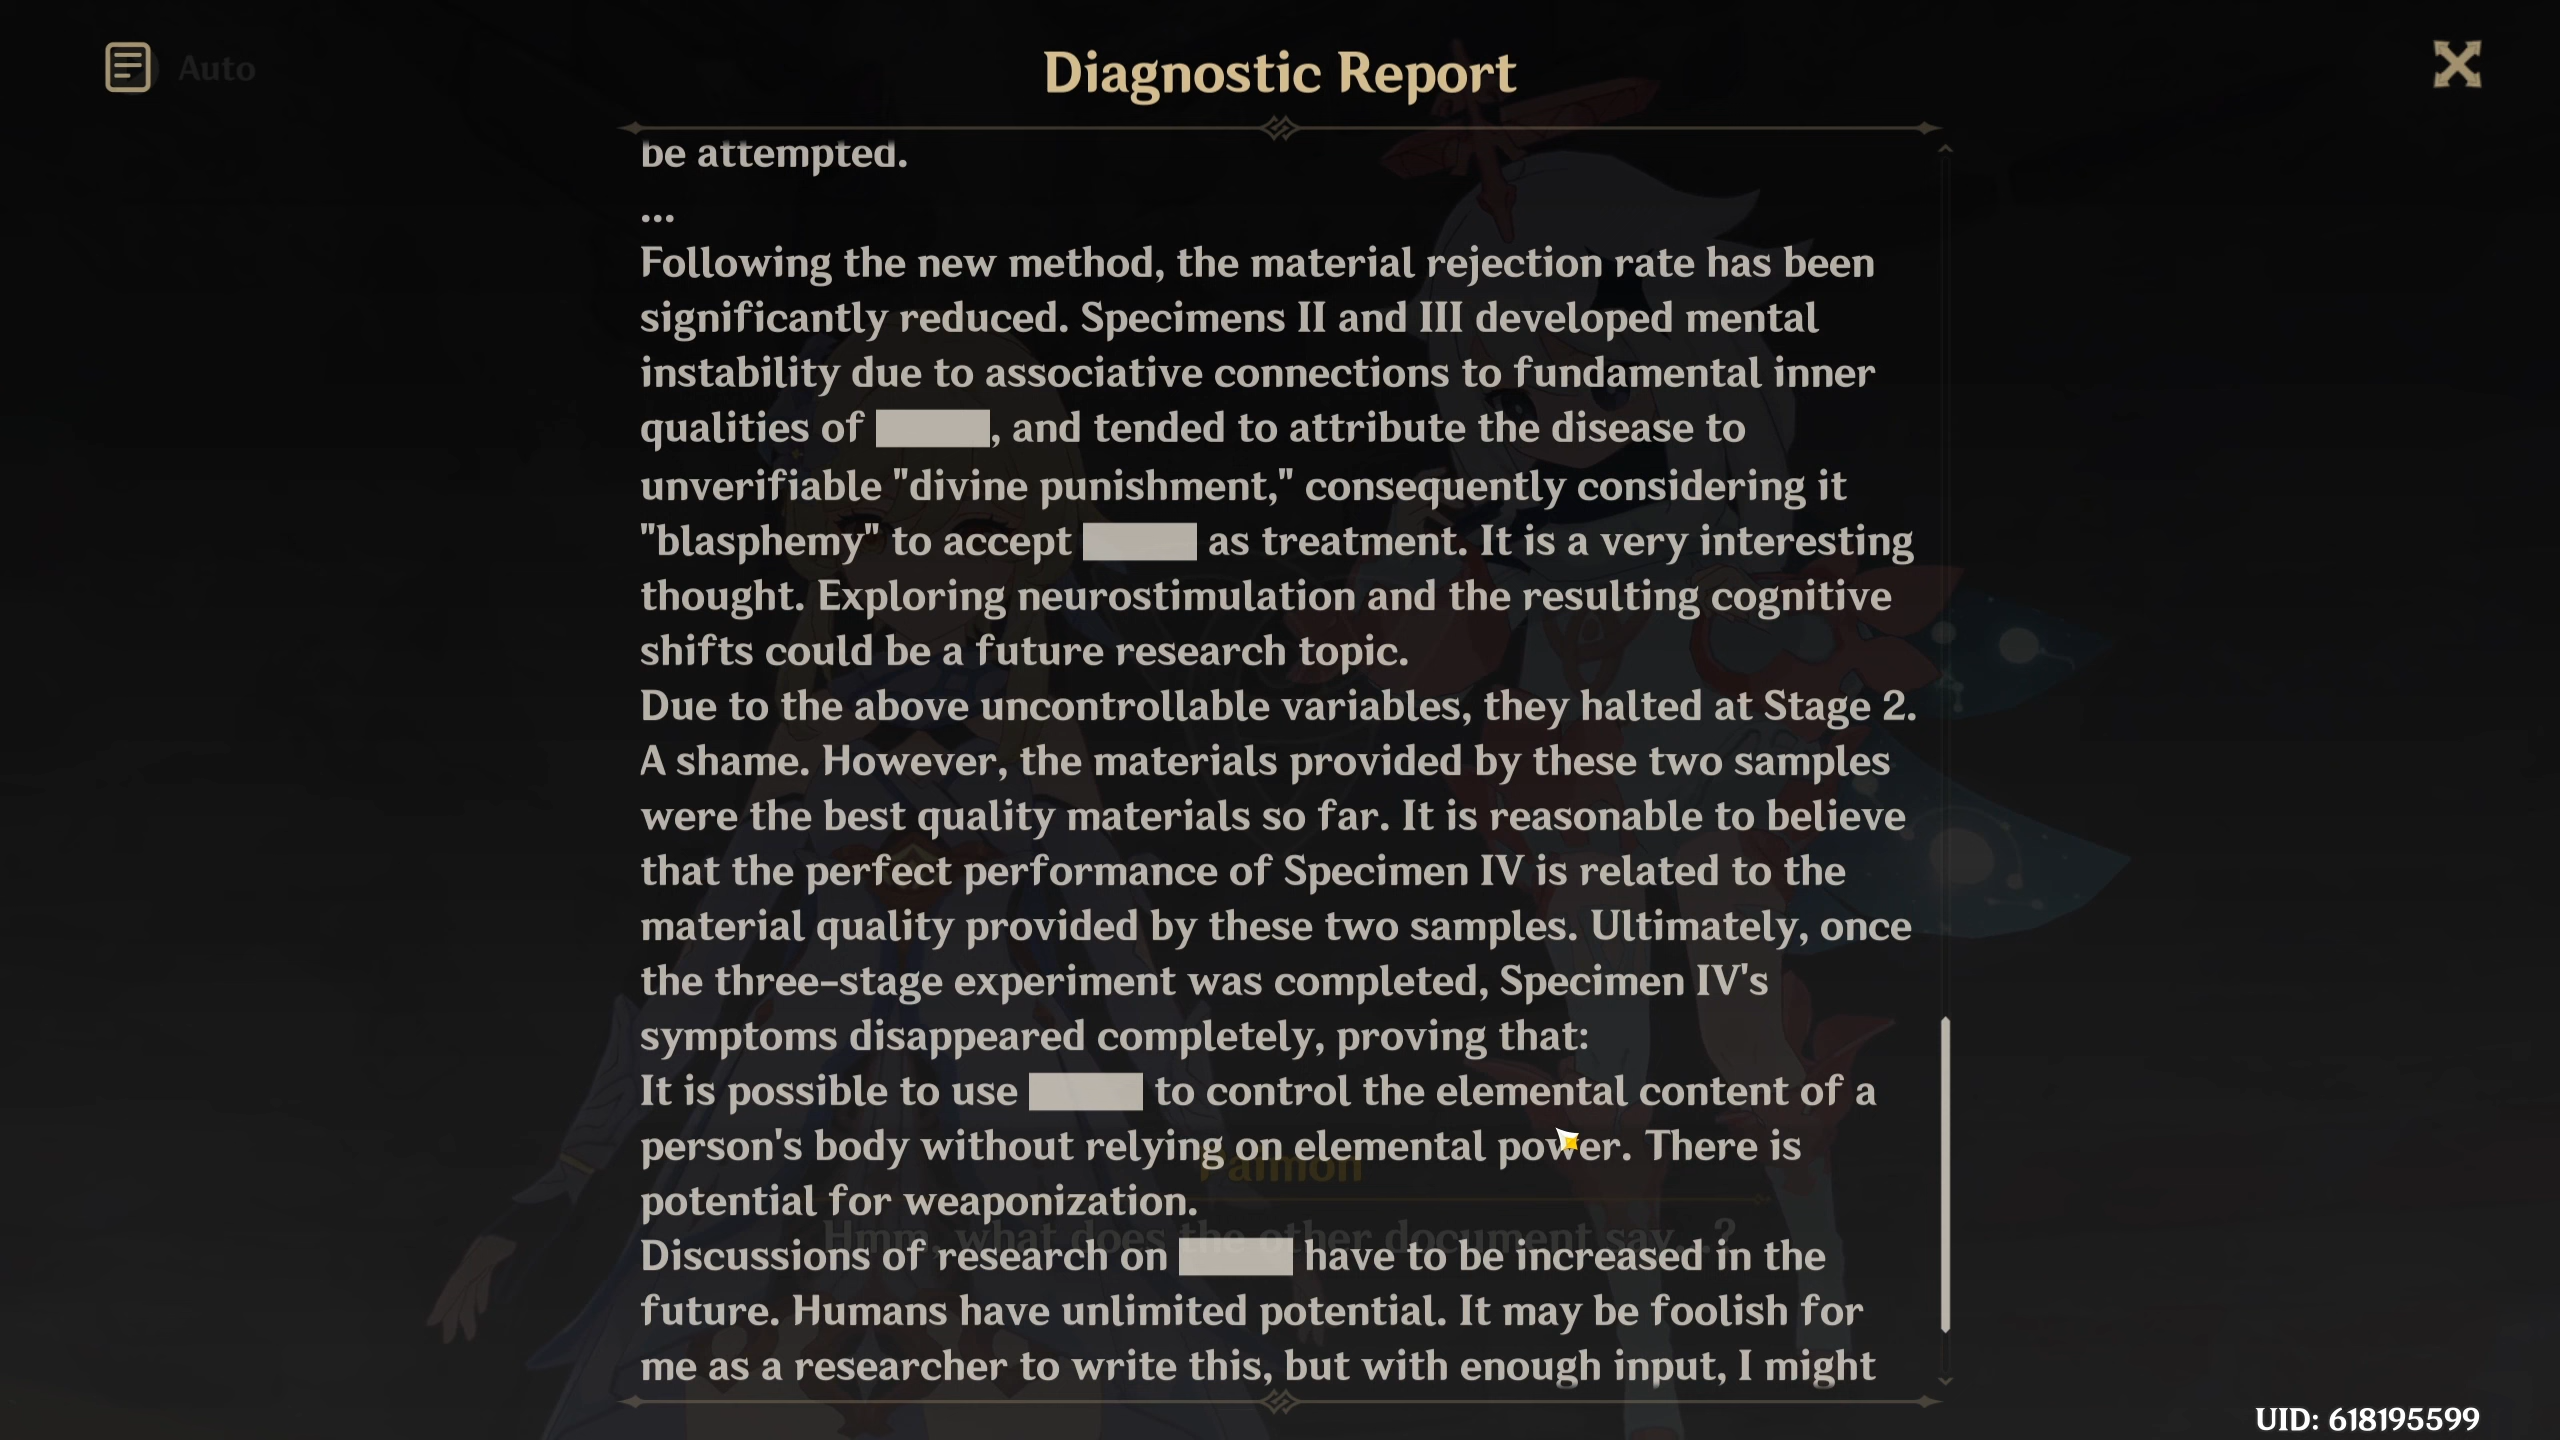 Auto
Diagnostic Report
be attempted.
...
Following the new method, the material rejection rate has been
significantly reduced. Specimens II and III developed mental
instability due to associative connections to fundamental inner
qualities of , and tended to attribute the disease to
unverifiable "divine punishment," consequently considering it
"blasphemy" to accept as treatment. It is a very interesting
thought. Exploring neurostimulation and the resulting cognitive
shifts could be a future research topic.
Due to the above uncontrollable variables, they halted at Stage 2.
A shame. However, the materials provided by these two samples
were the best quality materials so far. It is reasonable to believe
that the perfect performance of Specimen IV is related to the
material quality provided by these two samples. Ultimately, once
the three-stage experiment was completed, Specimen IV's
symptoms disappeared completely, proving that:
It is possible to use to control the elemental content of a
person's body without relying on elemental power. There is
Paimon
potential for weaponization.
Hmm, what does the other document say...?
Discussions of research on have to be increased in the
future. Humans have unlimited potential. It may be foolish for
me as a researcher to write this, but with enough input, I might
UID: 618195599